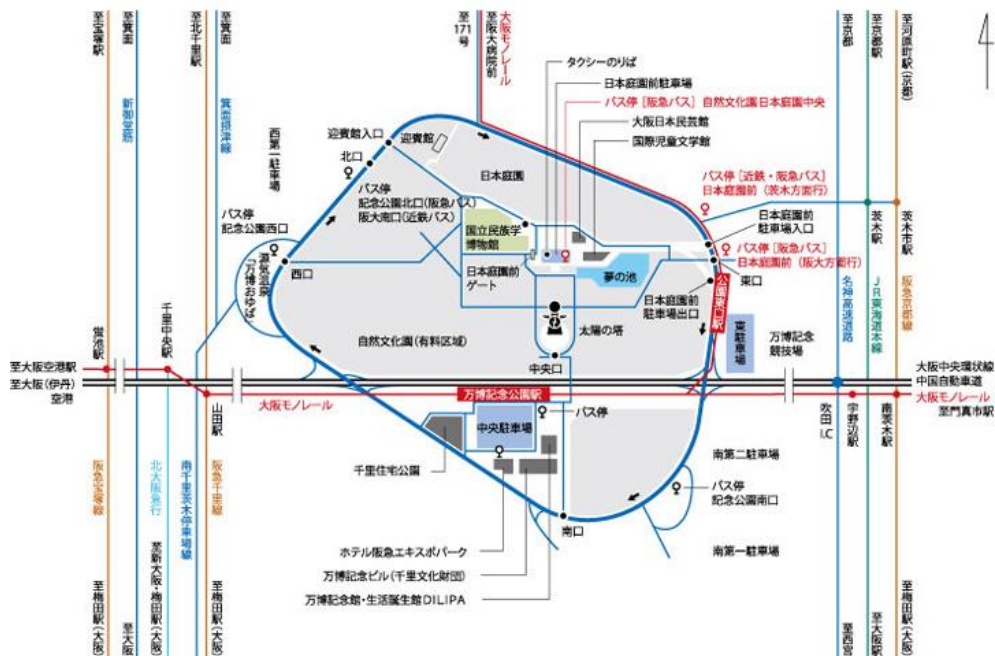 至宝塚駅
至箕面
至北千里駅
至箕面
至171号
至阪大病院前
大阪モノレール
至京都
至京都駅
至河原町駅(京都)
新御堂筋
箕面摂津線
西第一駐車場
迎賓館入口
迎賓館
北口
日本庭園
タクシーのりば
日本庭園前駐車場
バス停 [阪急バス] 自然文化園日本庭園中央
大阪日本民芸館
国際児童文学館
バス停 [近鉄・阪急バス]
日本庭園前 (茨木方面行)
バス停
記念公園北口(阪急バス)
阪大南口(近鉄バス)
日本庭園前
駐車場入口
バス停 [阪急バス]
日本庭園前 (阪大方面行)
茨木駅
茨木市駅
バス停
記念公園西口
国立民族学
博物館
東口
西口
源気温泉
「万博おゆば」
日本庭園前
ゲート
夢の池
日本庭園前
駐車場出口
公園東口駅
名神高速道路
JR東海道本線
阪急京都線
千里中央駅
蛍池駅
太陽の塔
自然文化園(有料区域)
中央口
東駐車場
万博記念
競技場
至大阪空港駅
至大阪(伊丹)
空港
大阪中央環状線
中国自動車道
大阪モノレール
至門真市駅
山田駅
大阪モノレール
万博記念公園駅
バス停
中央駐車場
吹田I.C
宇野辺駅
南茨木駅
千里住宅公園
南第二駐車場
バス停
記念公園南口
阪急宝塚線
北大阪急行
南千里茨木停車場線
阪急千里線
南口
ホテル阪急エキスポパーク
南第一駐車場
万博記念ビル(千里文化財団)
万博記念館・生活誕生館DILIPA
至梅田駅(大阪)
至大阪
至新大阪・梅田駅(大阪)
至梅田駅(大阪)
至西宮
至大阪駅
至梅田駅(大阪)